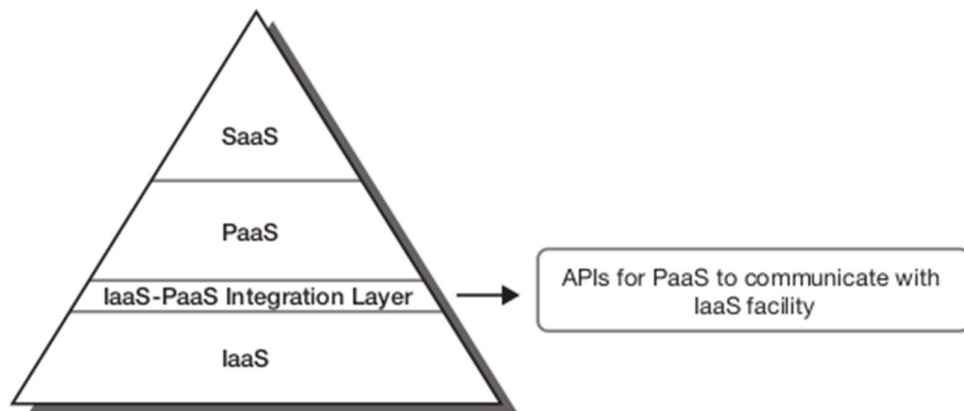 SaaS
PaaS
IaaS-PaaS Integration Layer
APIs for PaaS to communicate with
IaaS facility
IaaS